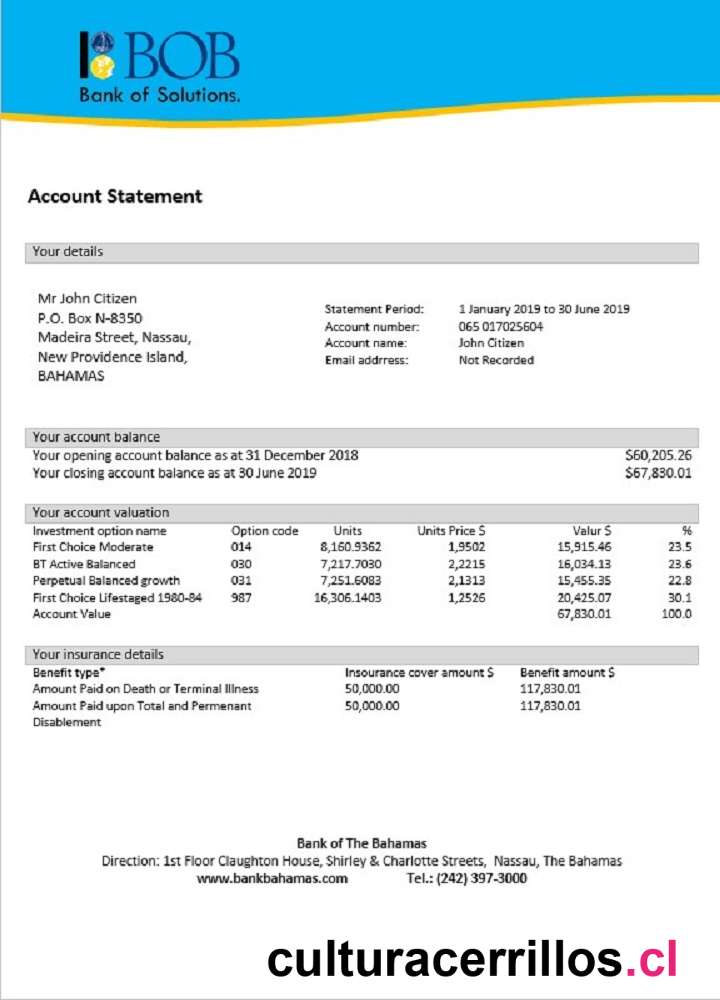 BOB
Bank of Solutions.
Account Statement
Your details
Mr John Citizen
P.O. Box N-8350
Madeira Street, Nassau,
New Providence Island,
BAHAMAS
Statement Period: 1 January 2019 to 30 June 2019
Account number: 065 017025604
Account name: John Citizen
Email addrress: Not Recorded
Your account balance
Your opening account balance as at 31 December 2018 $60,205.26
Your closing account balance as at 30 June 2019 $67,830.01
Your account valuation
Investment option name Option code Units Units Price $ Valur $ %
First Choice Moderate 014 8,160.9362 1,9502 15,915.46 23.5
BT Active Balanced 030 7,217.7030 2,2215 16,034.13 23.6
Perpetual Balanced growth 031 7,251.6083 2,1313 15,455.35 22.8
First Choice Lifestaged 1980-84 987 16,306.1403 1,2526 20,425.07 30.1
Account Value 67,830.01 100.0
Your insurance details
Benefit type* Insourance cover amount $ Benefit amount $
Amount Paid on Death or Terminal Illness 50,000.00 117,830.01
Amount Paid upon Total and Permenant 50,000.00 117,830.01
Disablement
Bank of The Bahamas
Direction: 1st Floor Claughton House, Shirley & Charlotte Streets, Nassau, The Bahamas
www.bankbahamas.com Tel.: (242) 397-3000
culturacerrillos.cl